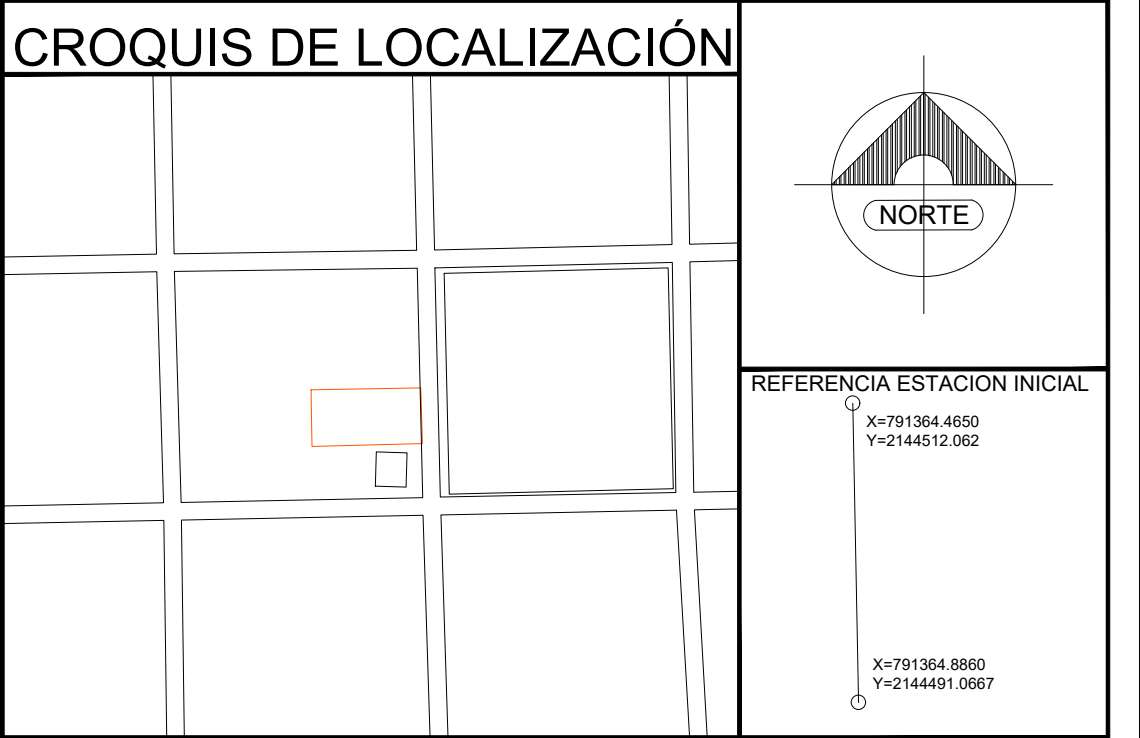 CROQUIS DE LOCALIZACIÓN
NORTE
REFERENCIA ESTACION INICIAL
X=791364.4650
Y=2144512.062
X=791364.8860
Y=2144491.0667